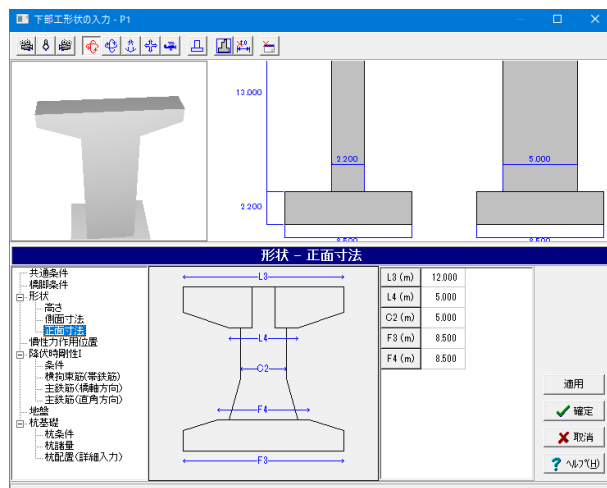 下部工形状の入力 - P1
13.000
2.200
2.200
5.000
8.500
8.500
形状 – 正面寸法
共通条件
橋脚条件
形状
高さ
側面寸法
正面寸法
慣性力作用位置
降伏時剛性I
条件
横拘束筋(帯鉄筋)
主鉄筋(橋軸方向)
主鉄筋(直角方向)
地盤
杭基礎
杭条件
杭諸量
杭配置(詳細入力)
L3
L4
C2
F4
F3
L3 (m) 12.000
L4 (m) 5.000
C2 (m) 5.000
F3 (m) 8.500
F4 (m) 8.500
適用
確定
取消
? ヘルプ(H)